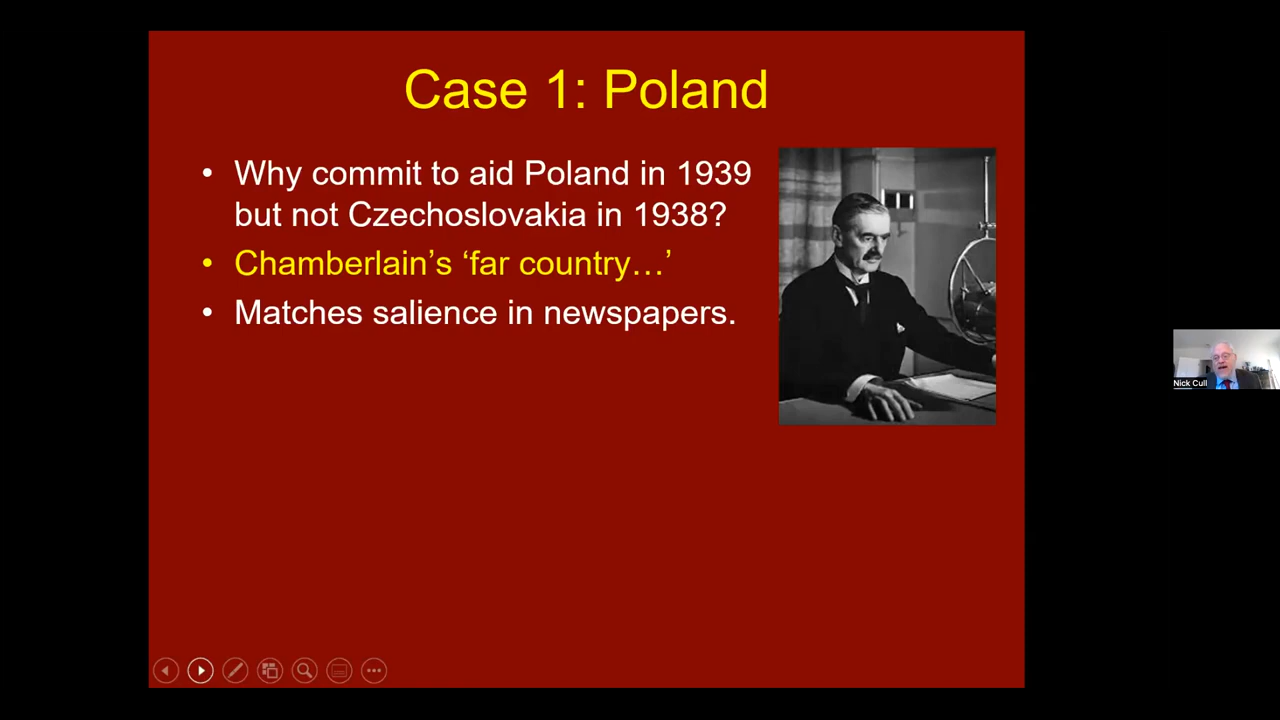 Case 1: Poland
• Why commit to aid Poland in 1939
but not Czechoslovakia in 1938?
• Chamberlain’s ‘far country…’
• Matches salience in newspapers.
Nick Cull